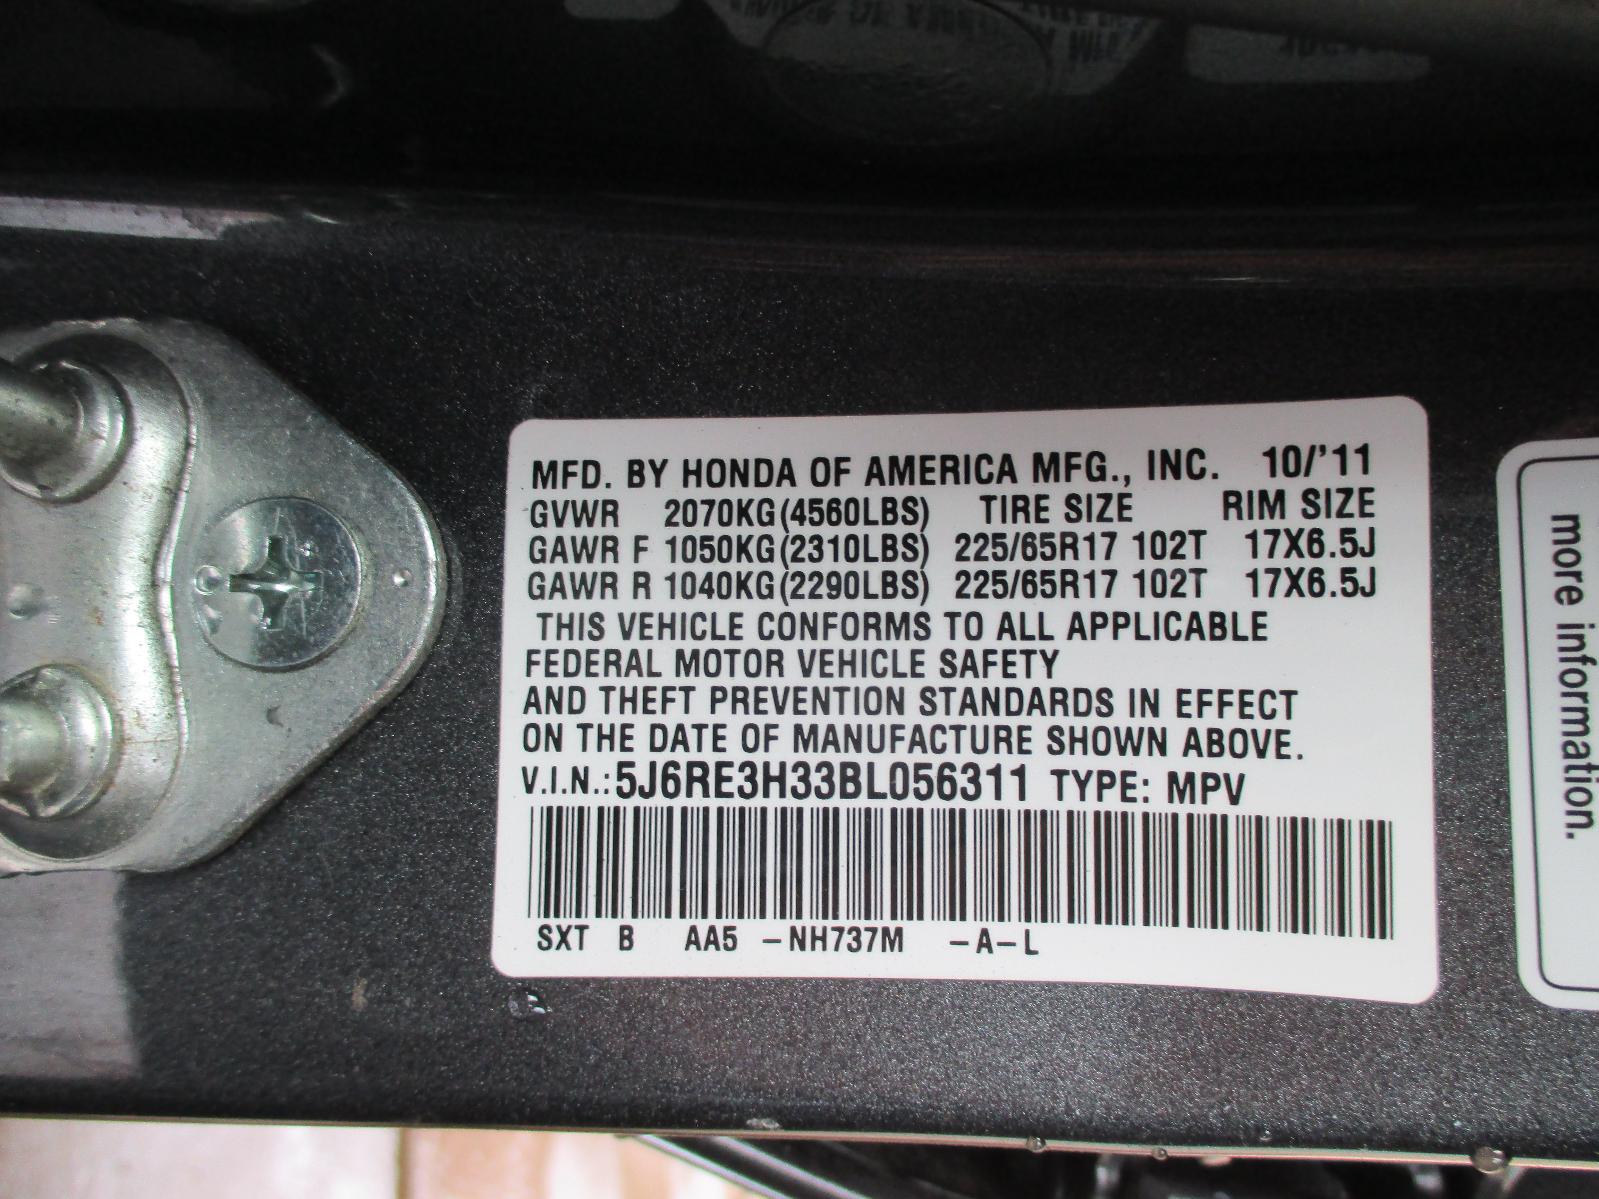 MFD. BY HONDA OF AMERICA MFG., INC. 10/'11
GVWR 2070KG(4560LBS) TIRE SIZE RIM SIZE
GAWR F 1050KG(2310LBS) 225/65R17 102T 17X6.5J
GAWR R 1040KG(2290LBS) 225/65R17 102T 17X6.5J
THIS VEHICLE CONFORMS TO ALL APPLICABLE
FEDERAL MOTOR VEHICLE SAFETY
AND THEFT PREVENTION STANDARDS IN EFFECT
ON THE DATE OF MANUFACTURE SHOWN ABOVE.
V.I.N.:5J6RE3H33BL056311 TYPE: MPV
SXT B AA5 -NH737M -A-L
more information.